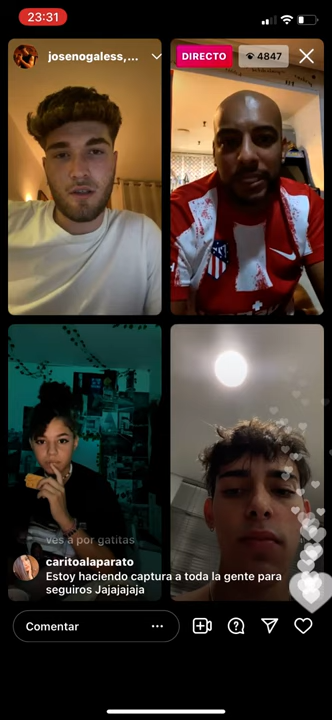 23:31
josenogaless,...
DIRECTO
4847
ves a por gatitas
caritoalaparato
Estoy haciendo captura a toda la gente para
seguiros Jajajajaja
Comentar